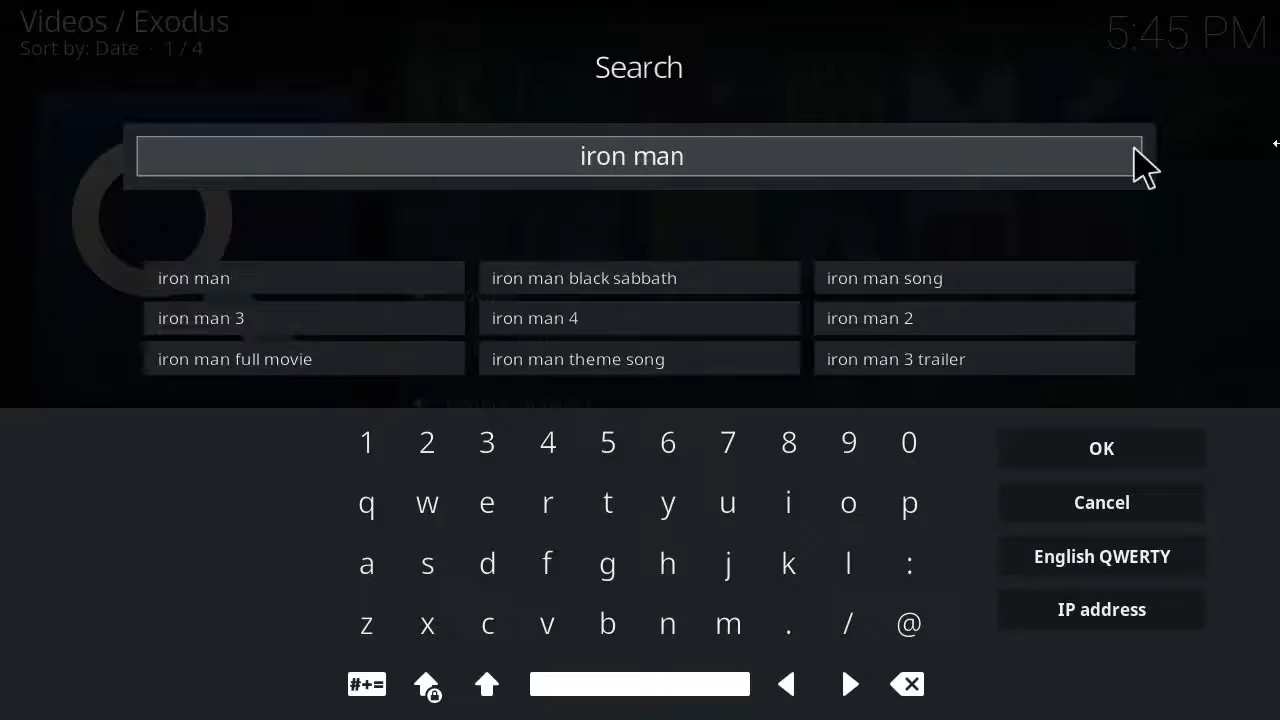 Videos / Exodus
Sort by: Date · 1 / 4
5:45 PM
Search
iron man
iron man
iron man black sabbath
iron man song
iron man 3
iron man 4
iron man 2
iron man full movie
iron man theme song
iron man 3 trailer
1 2 3 4 5 6 7 8 9 0
OK
q w e r t y u i o p
Cancel
a s d f g h j k l :
English QWERTY
z x c v b n m . / @
IP address
#+=